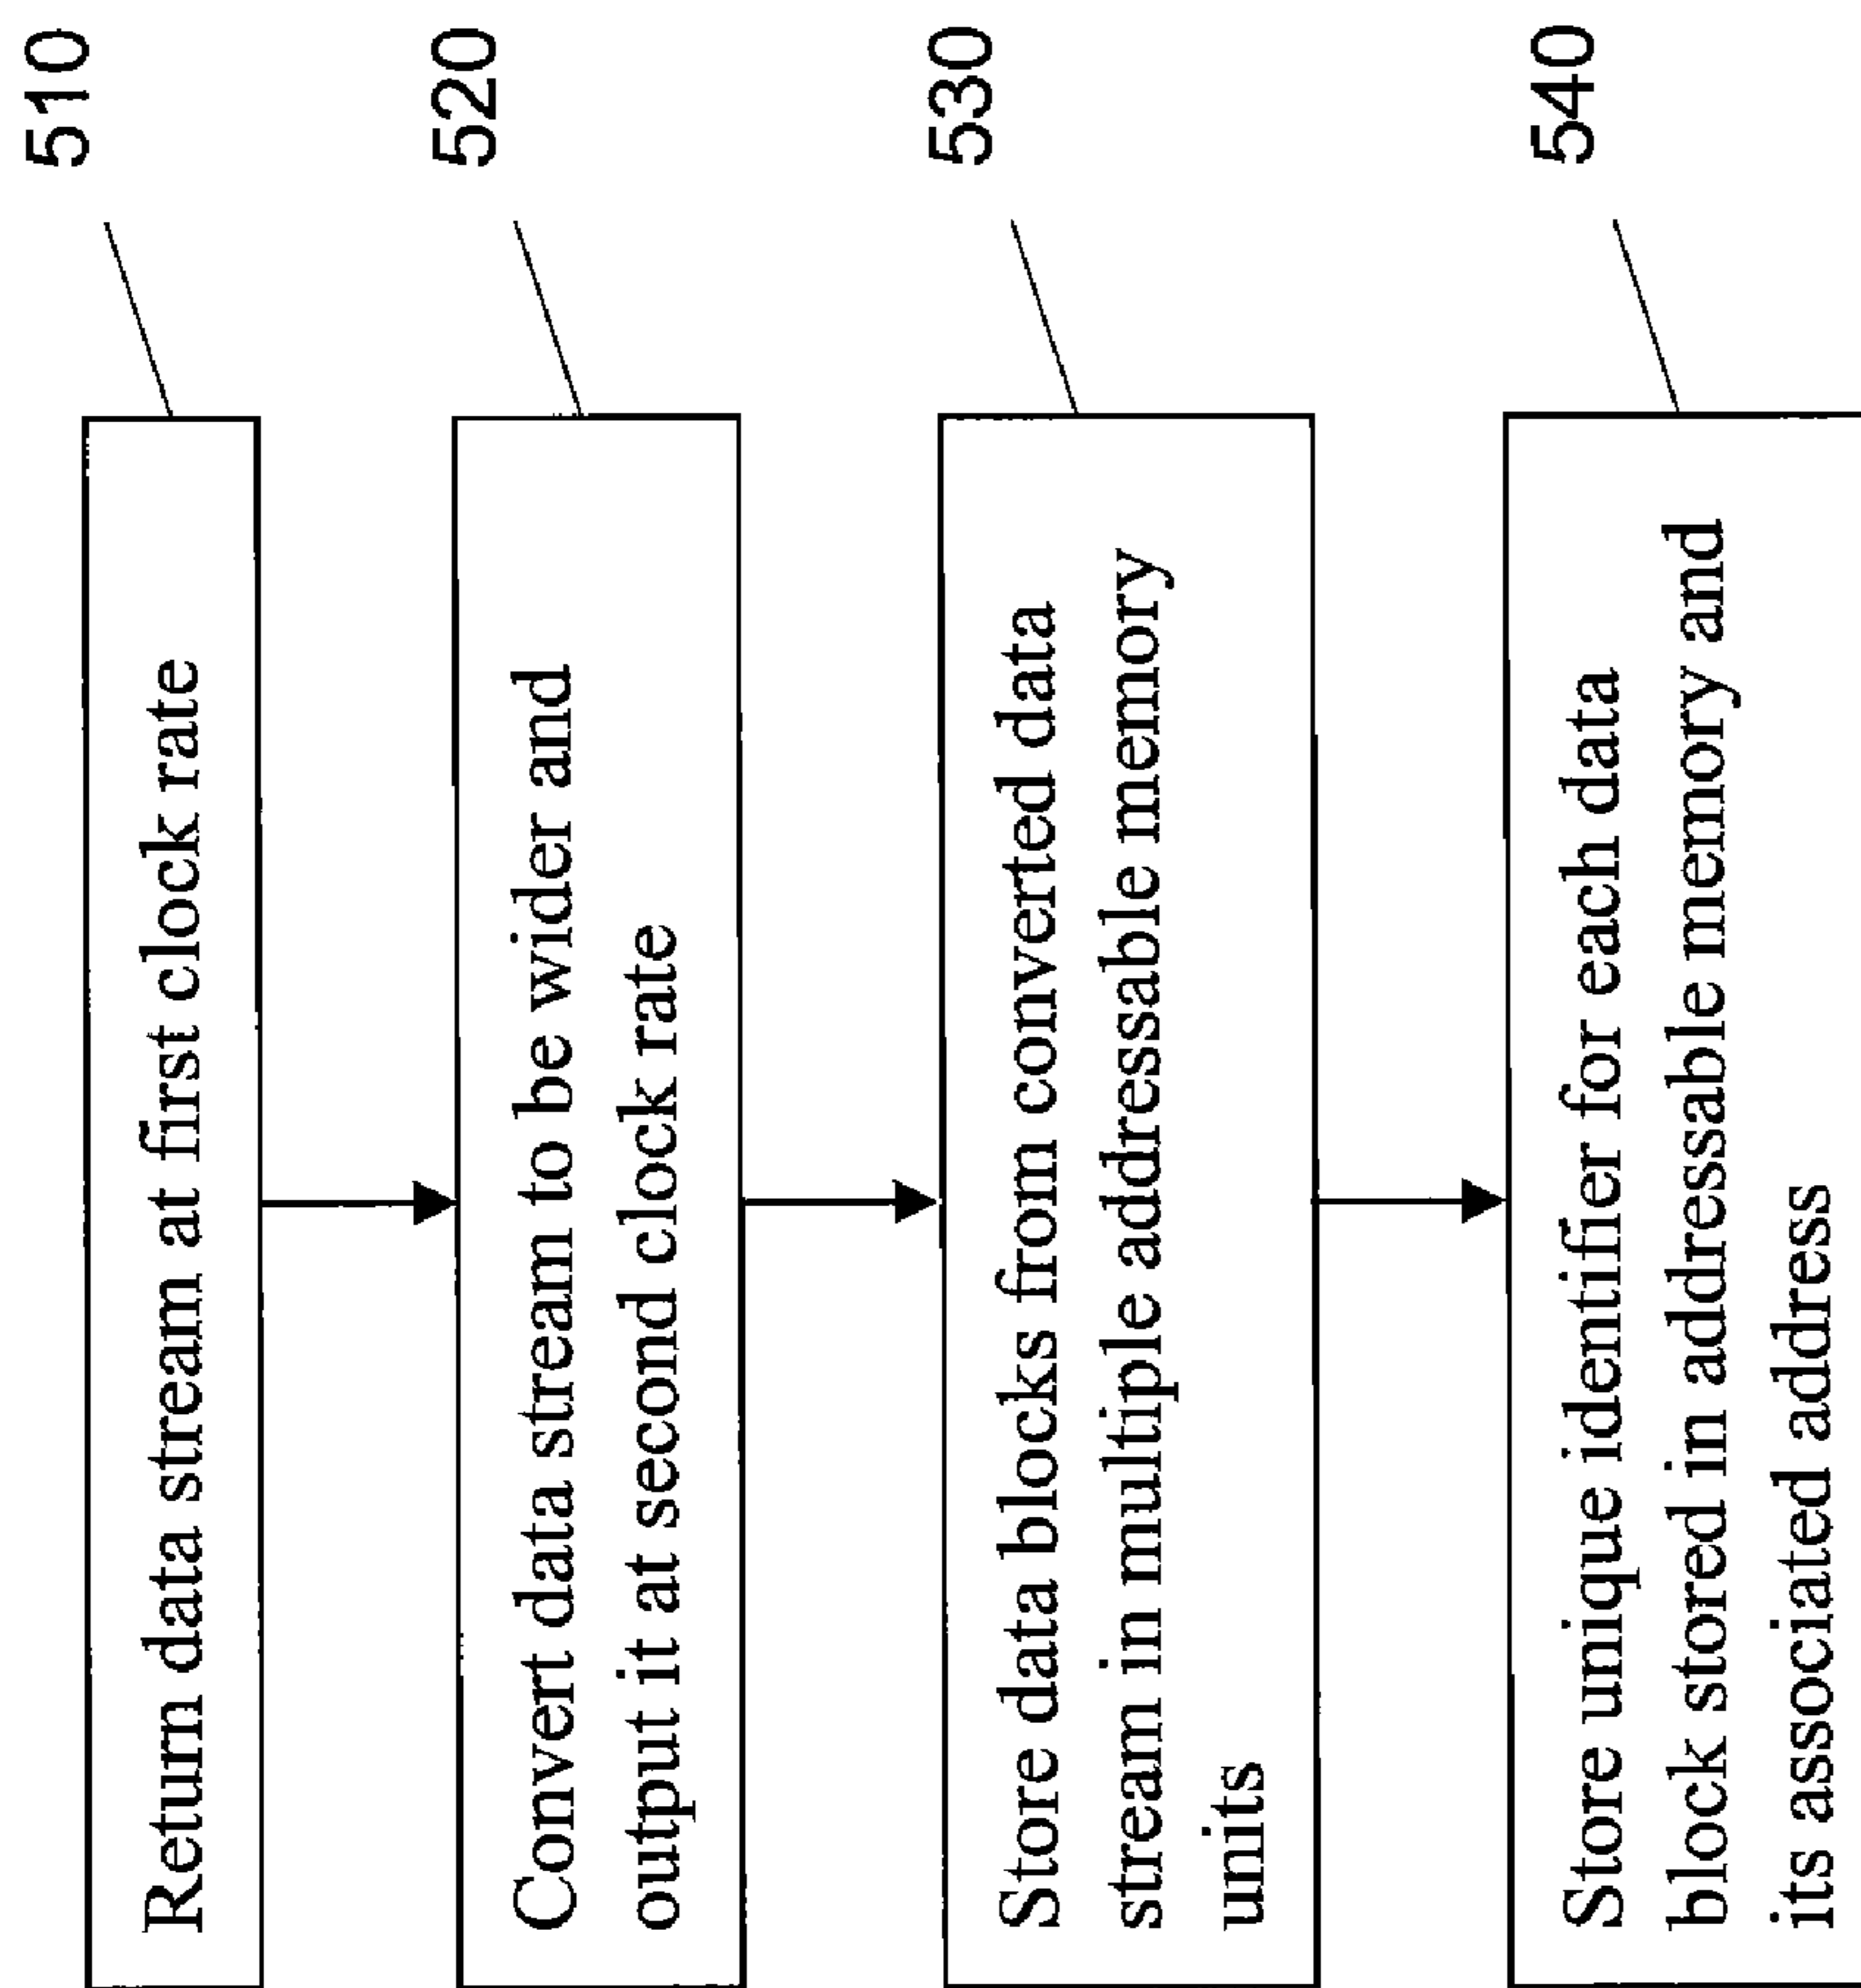 Return data stream at first clock rate
510
Convert data stream to be wider and
output it at second clock rate
520
Store data blocks from converted data
stream in multiple addressable memory
units
530
Store unique identifier for each data
block stored in addressable memory and
its associated address
540